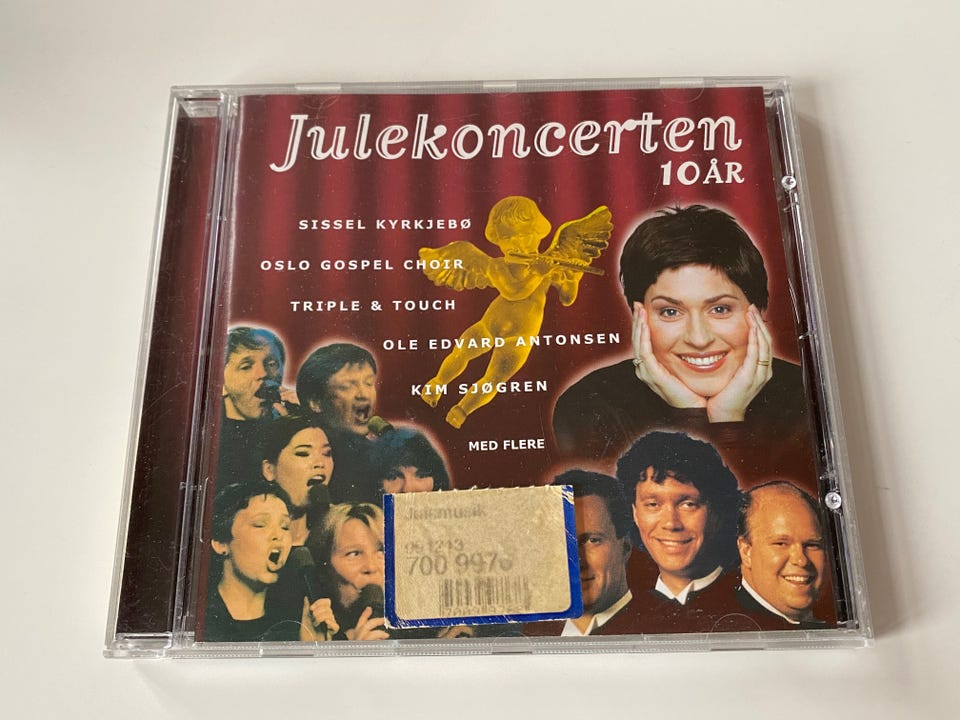 Julekoncerten
10 ÅR
SISSEL KYRKJEBØ
OSLO GOSPEL CHOIR
TRIPLE & TOUCH
OLE EDVARD ANTONSEN
KIM SJØGREN
MED FLERE
Julemusik
700 9976